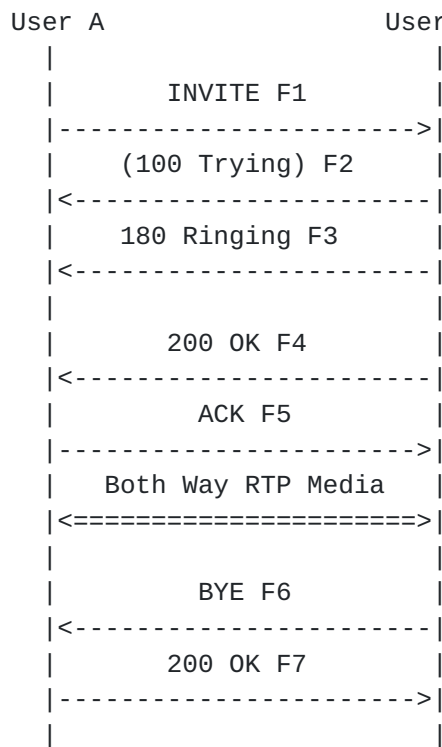 User A                  User
  |                        |
  |       INVITE F1        |
  |----------------------->|
  |    (100 Trying) F2     |
  |<-----------------------|
  |    180 Ringing F3      |
  |<-----------------------|
  |                        |
  |       200 OK F4        |
  |<-----------------------|
  |         ACK F5         |
  |----------------------->|
  |   Both Way RTP Media   |
  |<======================>|
  |                        |
  |         BYE F6         |
  |<-----------------------|
  |       200 OK F7        |
  |----------------------->|
  |                        |